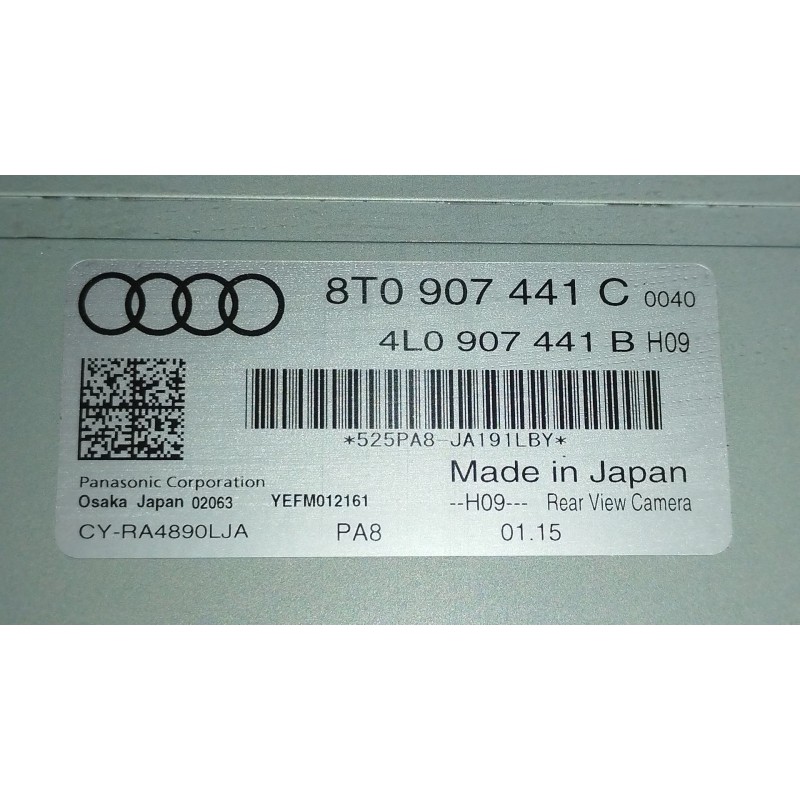 8T0 907 441 C 0040
4L0 907 441 B H09
*525PA8-JA191LBY*
Panasonic Corporation Made in Japan
Osaka Japan 02063 YEFM012161 --H09--- Rear View Camera
CY-RA4890LJA PA8 01.15